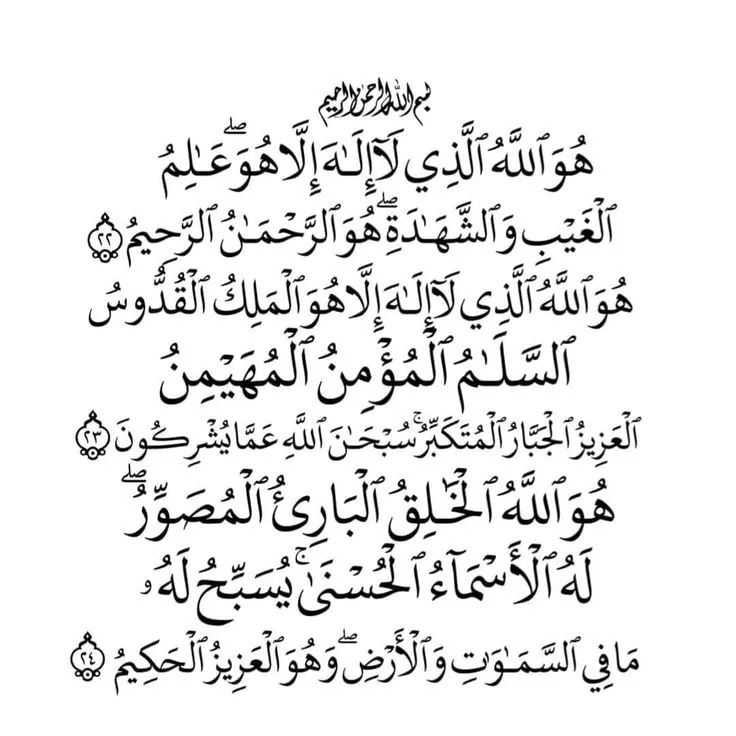 بسم الله الرحمن الرحيم
هُوَ ٱللَّهُ ٱلَّذِي لَآ إِلَـٰهَ إِلَّا هُوَۖ عَـٰلِمُ
ٱلْغَيْبِ وَٱلشَّهَـٰدَةِۖ هُوَ ٱلرَّحْمَـٰنُ ٱلرَّحِيمُ ٢٢
هُوَ ٱللَّهُ ٱلَّذِي لَآ إِلَـٰهَ إِلَّا هُوَ ٱلْمَلِكُ ٱلْقُدُّوسُ
ٱلسَّلَـٰمُ ٱلْمُؤْمِنُ ٱلْمُهَيْمِنُ
ٱلْعَزِيزُ ٱلْجَبَّارُ ٱلْمُتَكَبِّرُۚ سُبْحَـٰنَ ٱللَّهِ عَمَّا يُشْرِكُونَ ٢٣
هُوَ ٱللَّهُ ٱلْخَـٰلِقُ ٱلْبَارِئُ ٱلْمُصَوِّرُۖ
لَهُ ٱلْأَسْمَآءُ ٱلْحُسْنَىٰۚ يُسَبِّحُ لَهُۥ
مَا فِي ٱلسَّمَـٰوَٰتِ وَٱلْأَرْضِۖ وَهُوَ ٱلْعَزِيزُ ٱلْحَكِيمُ ٢٤